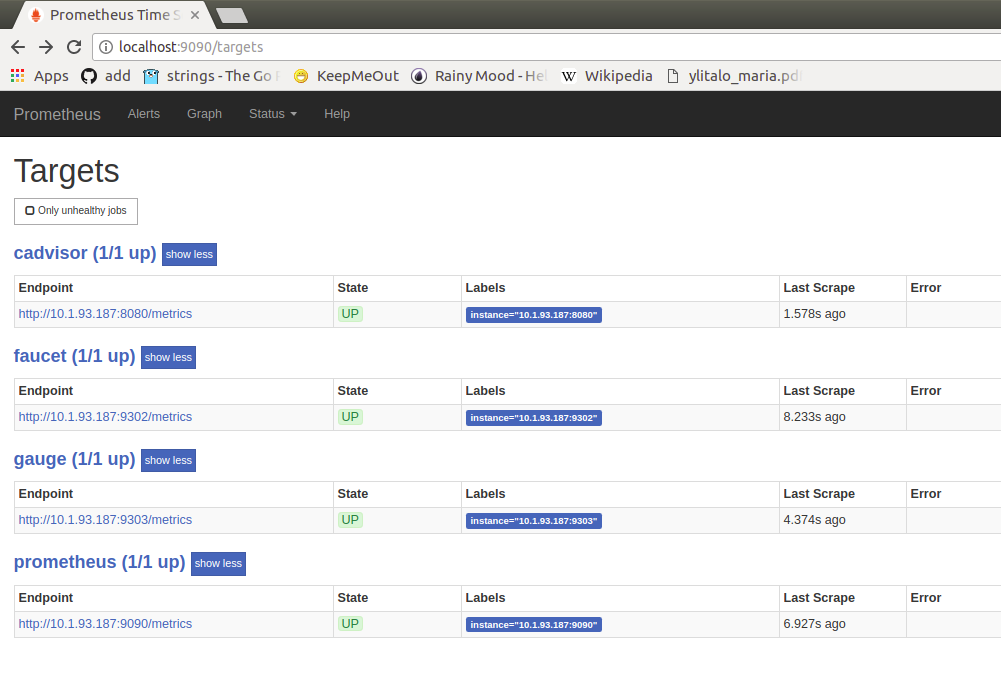 Prometheus Time S
localhost:9090/targets
Apps add strings - The Go KeepMeOut Rainy Mood - Hel Wikipedia ylitalo_maria.pd
Prometheus Alerts Graph Status Help
Targets
Only unhealthy jobs
cadvisor (1/1 up) show less
Endpoint State Labels Last Scrape Error
http://10.1.93.187:8080/metrics UP instance="10.1.93.187:8080" 1.578s ago
faucet (1/1 up) show less
Endpoint State Labels Last Scrape Error
http://10.1.93.187:9302/metrics UP instance="10.1.93.187:9302" 8.233s ago
gauge (1/1 up) show less
Endpoint State Labels Last Scrape Error
http://10.1.93.187:9303/metrics UP instance="10.1.93.187:9303" 4.374s ago
prometheus (1/1 up) show less
Endpoint State Labels Last Scrape Error
http://10.1.93.187:9090/metrics UP instance="10.1.93.187:9090" 6.927s ago